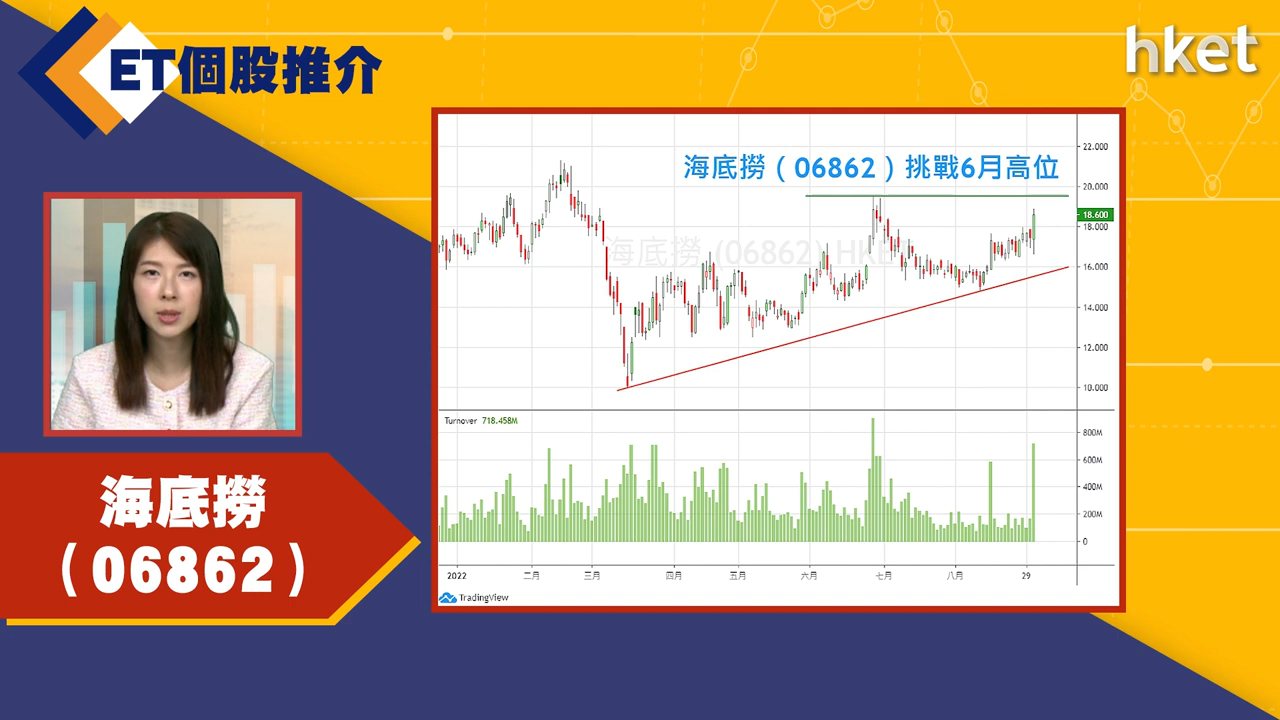 ET個股推介
hket
海底撈（06862）挑戰6月高位
海底撈 (06862).HK
22.000
20.000
18.600
18.000
16.000
14.000
12.000
10.000
Turnover 718.458M
800M
600M
400M
200M
0
2022 二月 三月 四月 五月 六月 七月 八月 29
TradingView
海底撈
（06862）